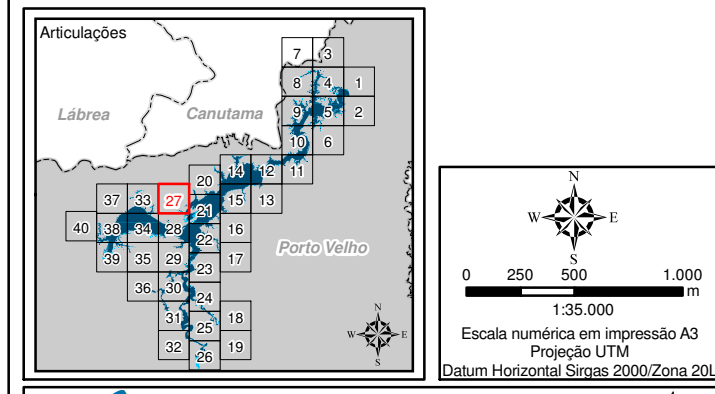 Articulações
7 3
8 4 1
Lábrea
Canutama
9 5 2
10 6
14 12 11
20
37 33 27 21 15 13
40 38 34 28 22 16
Porto Velho
39 35 29 23 17
36 30 24
31 25 18
32 26 19
N
W E
S
N
W E
S
0 250 500 1.000
m
1:35.000
Escala numérica em impressão A3
Projeção UTM
Datum Horizontal Sirgas 2000/Zona 20L